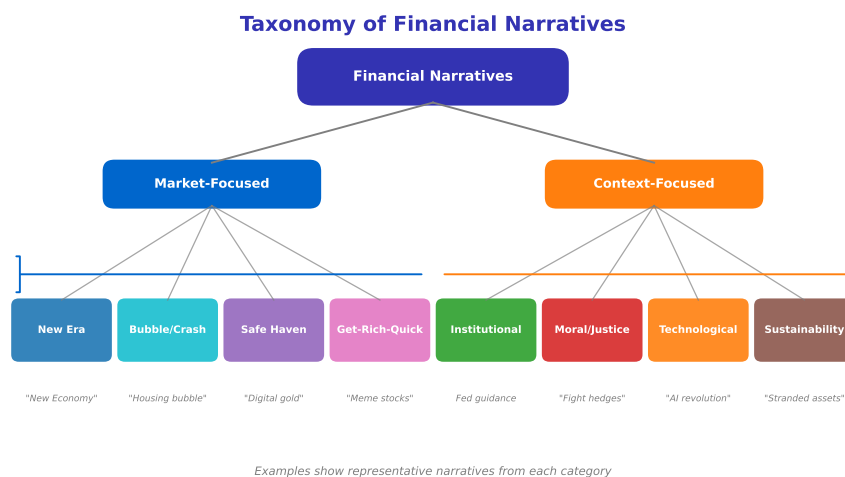 Taxonomy of Financial Narratives
Financial Narratives
Market-Focused
Context-Focused
New Era
Bubble/Crash
Safe Haven
Get-Rich-Quick
Institutional
Moral/Justice
Technological
Sustainability
"New Economy"
"Housing bubble"
"Digital gold"
"Meme stocks"
Fed guidance
"Fight hedges"
"AI revolution"
"Stranded assets"
Examples show representative narratives from each category